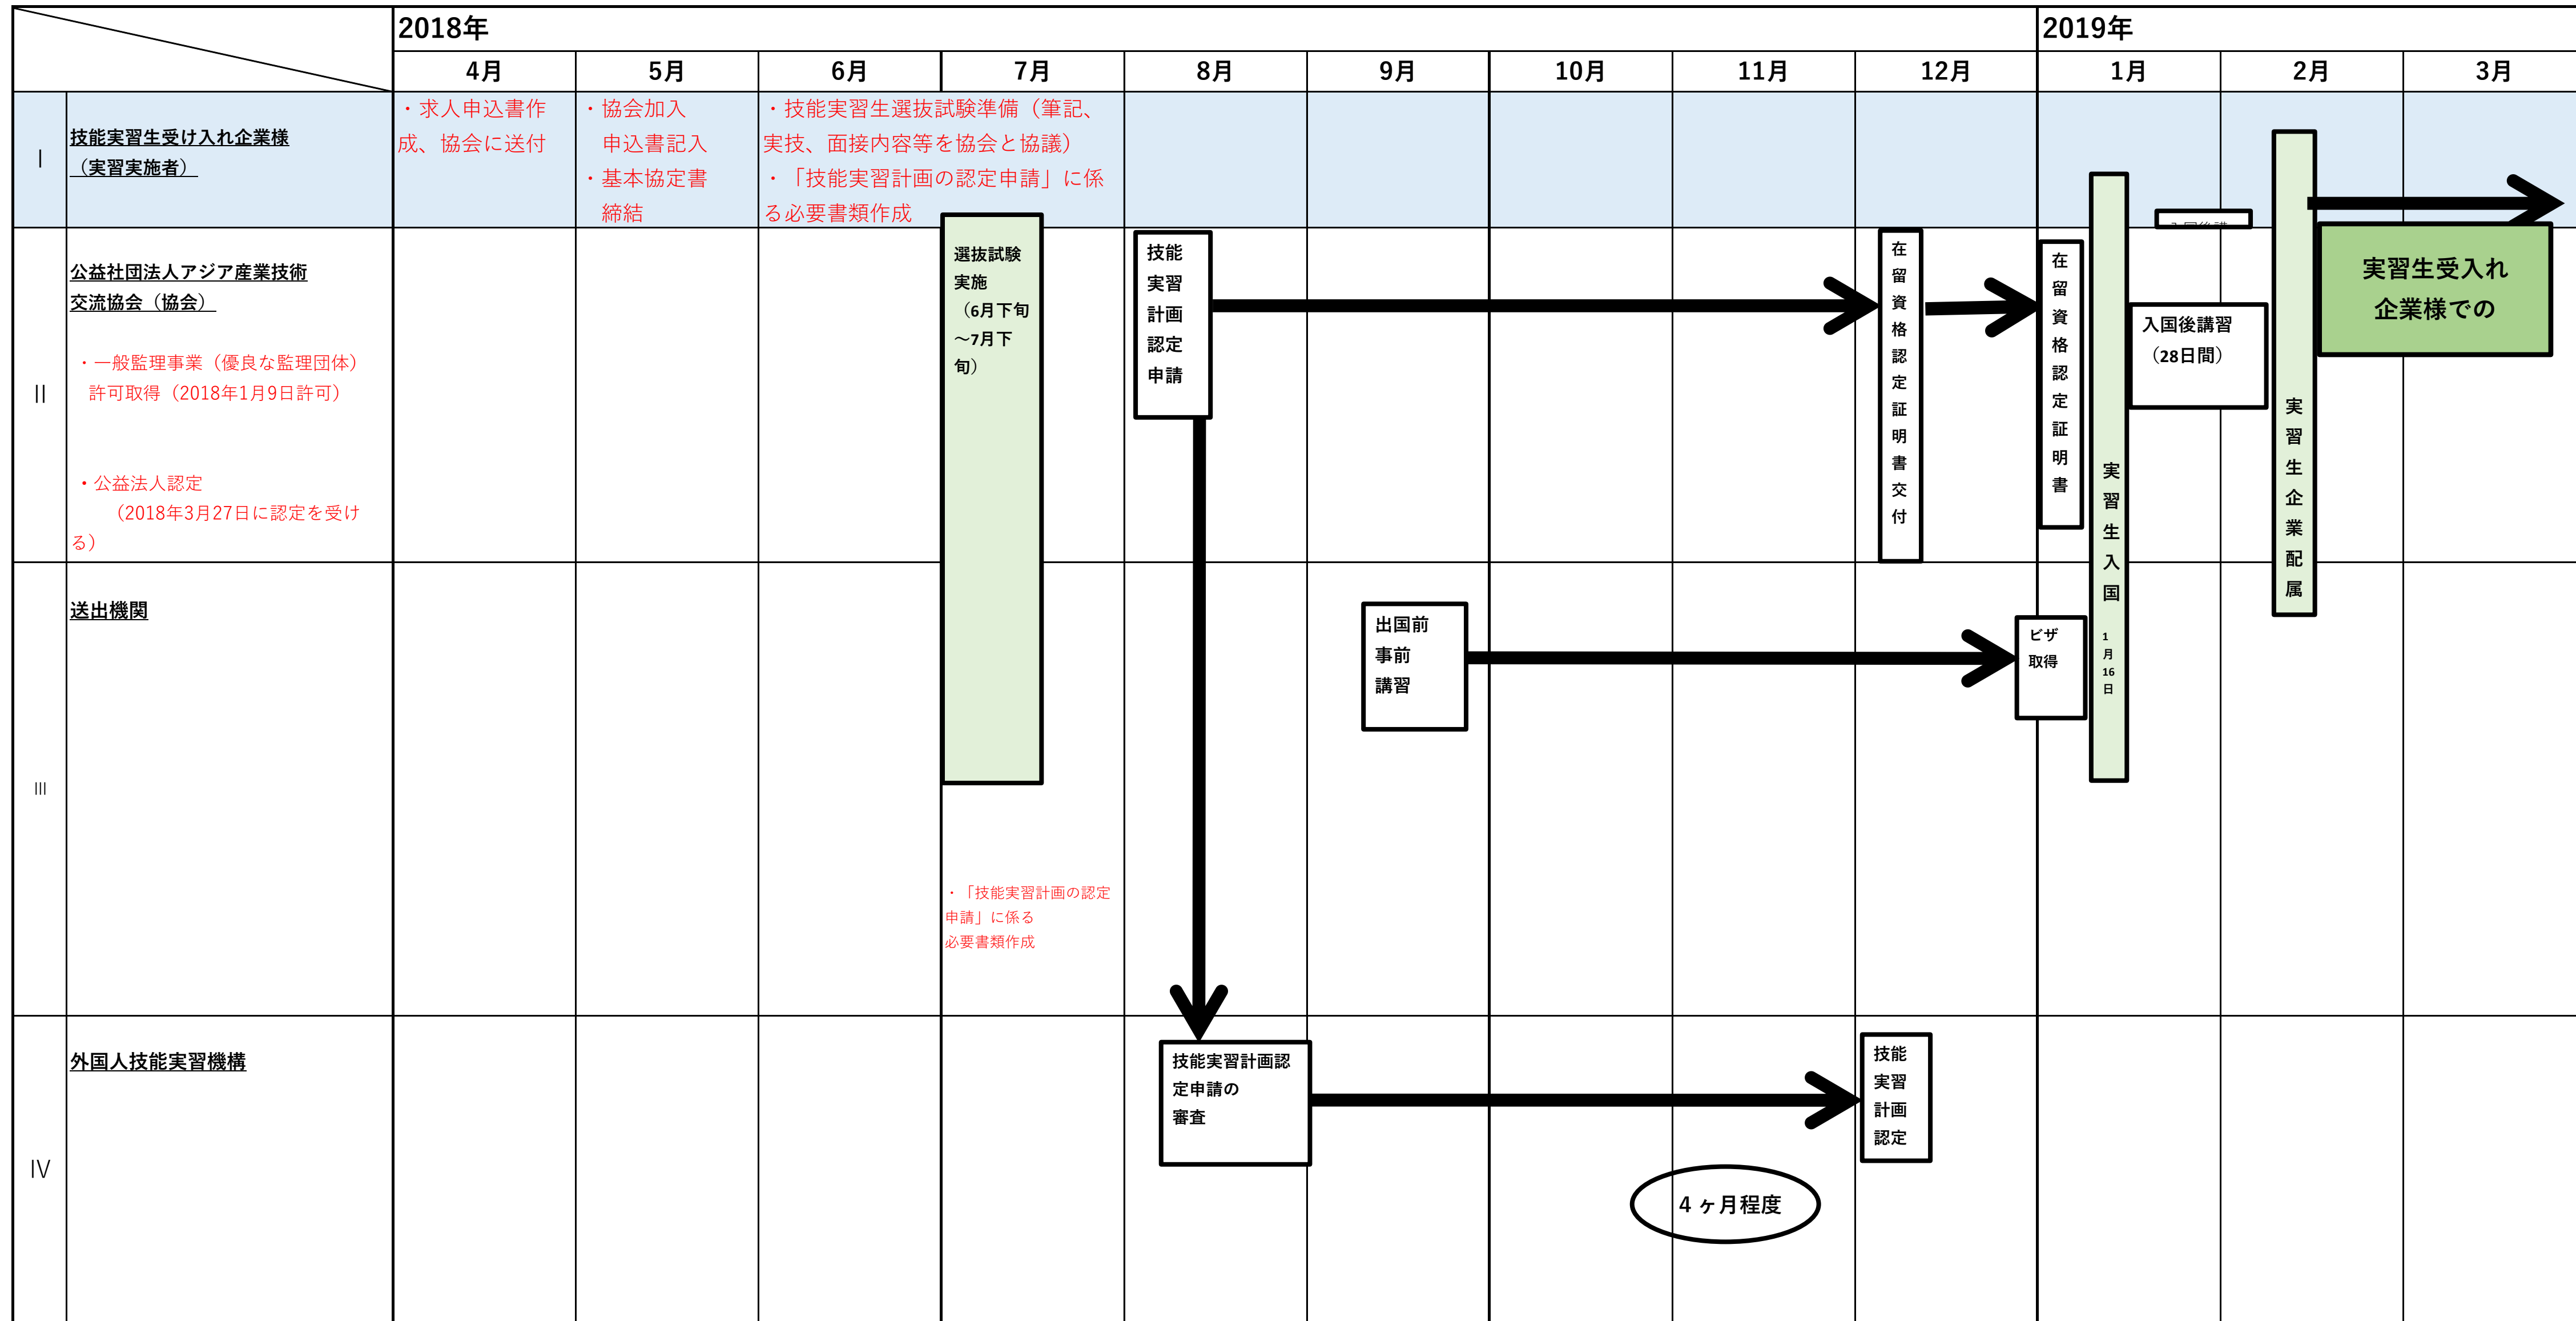 2018年
2019年
4月
5月
6月
7月
8月
9月
10月
11月
12月
1月
2月
3月
Ⅰ
技能実習生受け入れ企業様
（実習実施者）
・求人申込書作
成、協会に送付
・協会加入
申込書記入
・基本協定書
締結
・技能実習生選抜試験準備（筆記、
実技、面接内容等を協会と協議）
・「技能実習計画の認定申請」に係
る必要書類作成
Ⅱ
公益社団法人アジア産業技術
交流協会（協会）
・一般監理事業（優良な監理団体）
許可取得（2018年1月9日許可）
・公益法人認定
（2018年3月27日に認定を受け
る）
選抜試験
実施
（6月下旬
～7月下
旬）
技能
実習
計画
認定
申請
在留資格認定証明書交付
在留資格認定証明書
実習生入国
1月16日
入国後講習
（28日間）
実習生企業配属
実習生受入れ
企業様での
Ⅲ
送出機関
出国前
事前
講習
ビザ
取得
・「技能実習計画の認定
申請」に係る
必要書類作成
Ⅳ
外国人技能実習機構
技能実習計画認
定申請の
審査
技能
実習
計画
認定
4 ヶ月程度